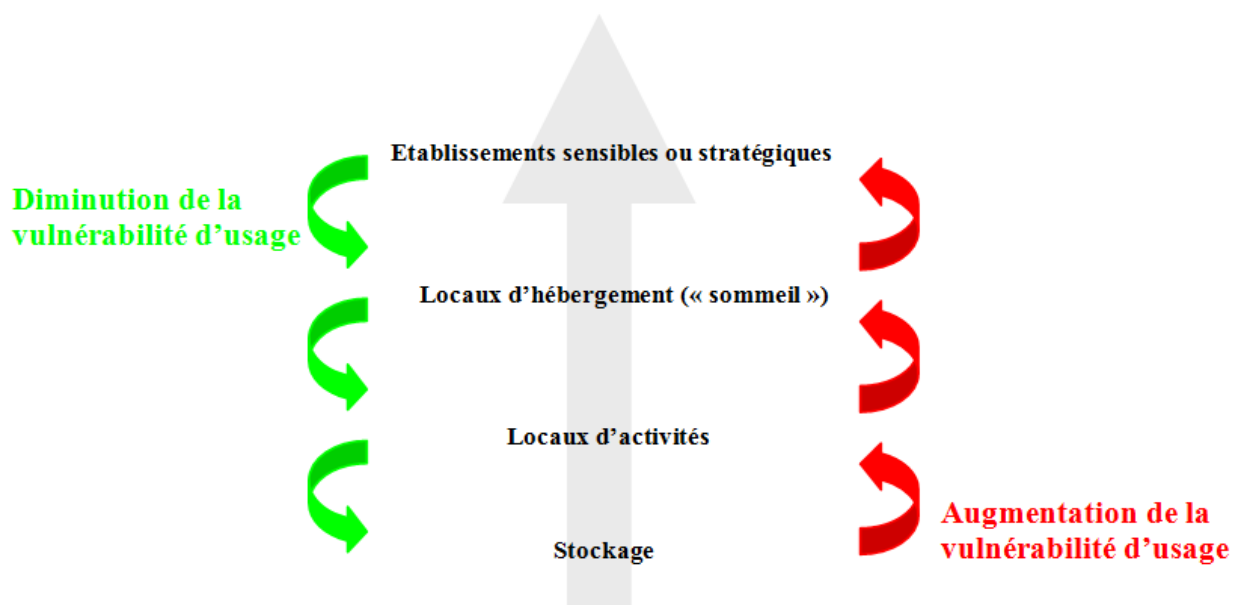 Etablissements sensibles ou stratégiques
Diminution de la
vulnérabilité d’usage
Locaux d’hébergement (« sommeil »)
Locaux d’activités
Augmentation de la
vulnérabilité d’usage
Stockage